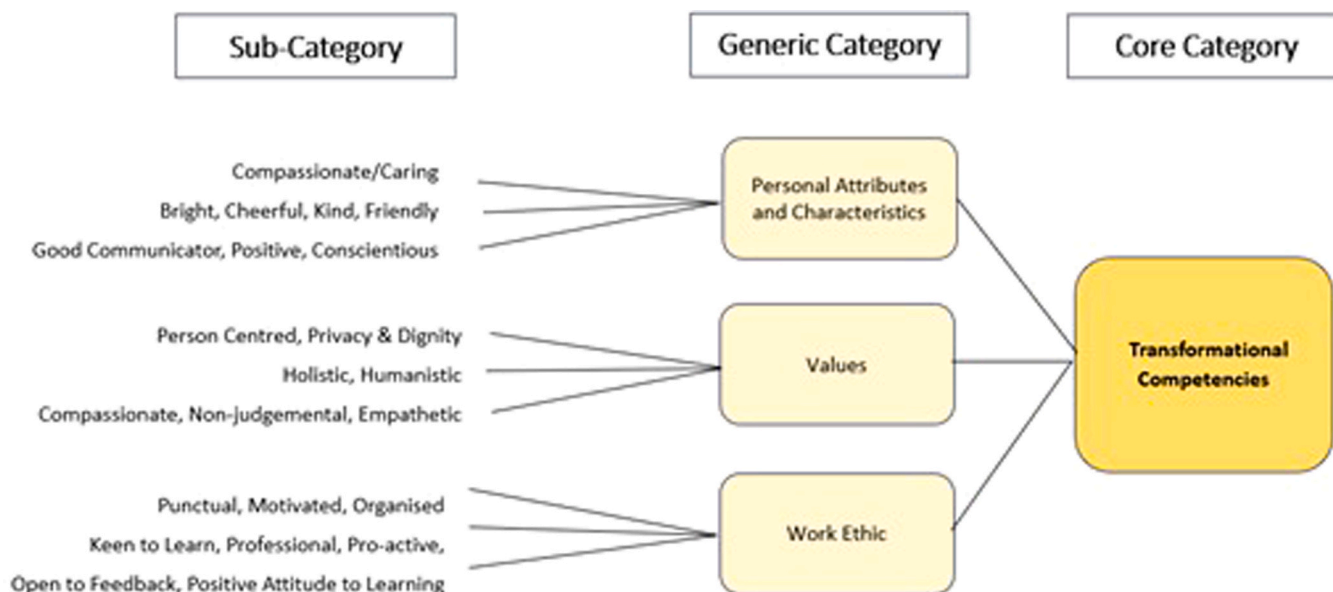 Sub-Category
Generic Category
Core Category
Compassionate/Caring
Bright, Cheerful, Kind, Friendly
Good Communicator, Positive, Conscientious
Personal Attributes
and Characteristics
Person Centred, Privacy & Dignity
Holistic, Humanistic
Compassionate, Non-judgemental, Empathetic
Values
Transformational
Competencies
Punctual, Motivated, Organised
Keen to Learn, Professional, Pro-active,
Open to Feedback, Positive Attitude to Learning
Work Ethic